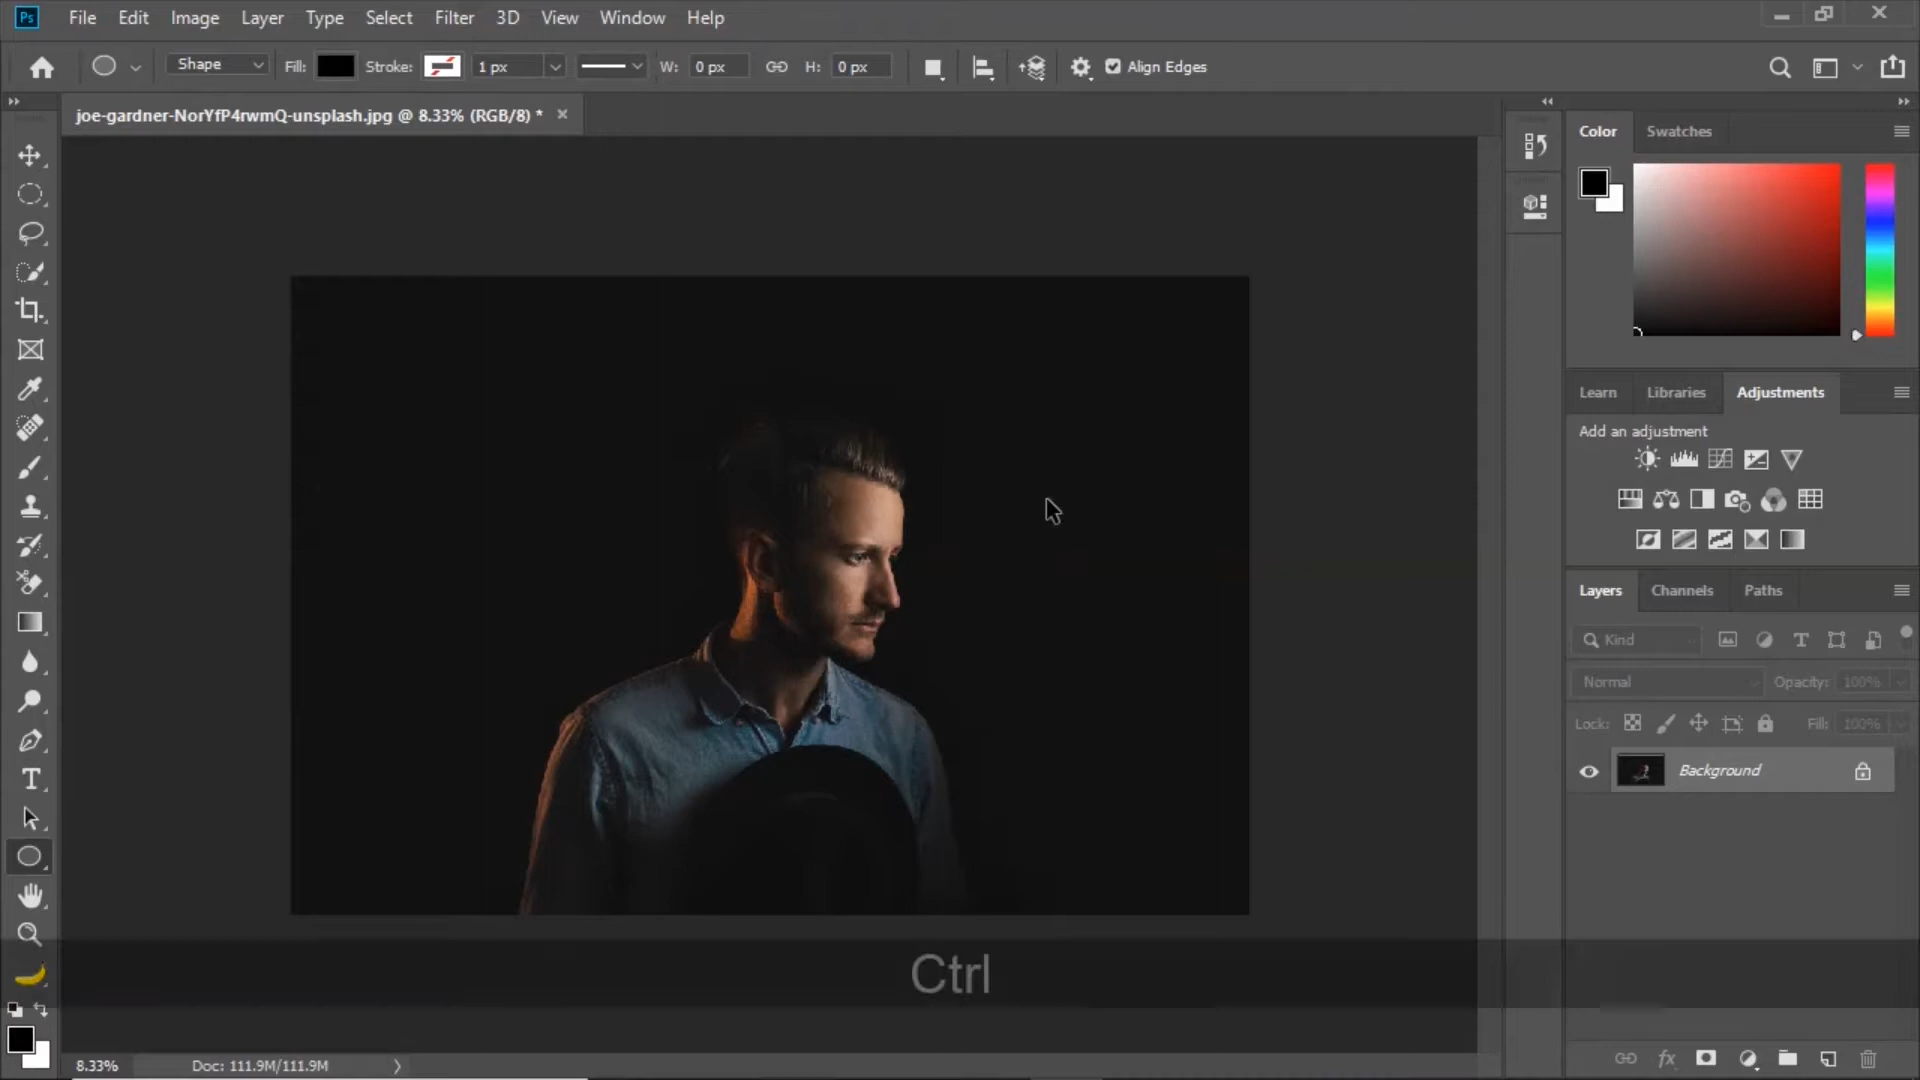 Ps File Edit Image Layer Type Select Filter 3D View Window Help
Shape Fill: Stroke: 1 px W: 0 px H: 0 px Align Edges
joe-gardner-NorYfP4rwmQ-unsplash.jpg @ 8.33% (RGB/8) *
Color Swatches
Learn Libraries Adjustments
Add an adjustment
Layers Channels Paths
Kind
Normal Opacity: 100%
Lock: Fill: 100%
Background
Ctrl
8.33% Doc: 111.9M/111.9M